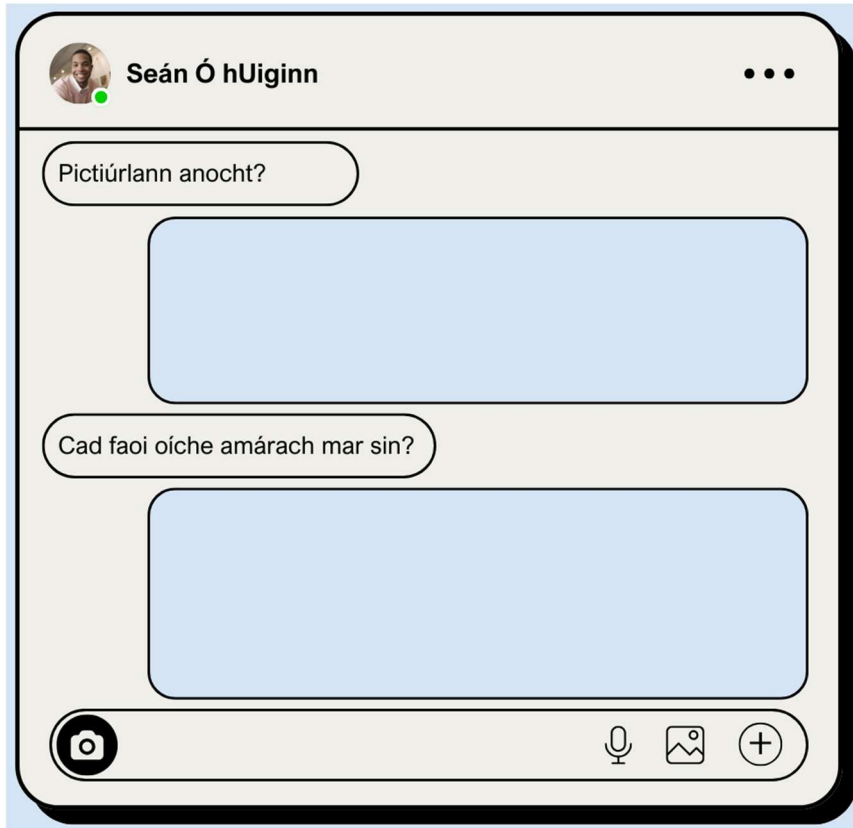 Seán Ó hUiginn
Pictiúrlann anocht?
Cad faoi oíche amárach mar sin?